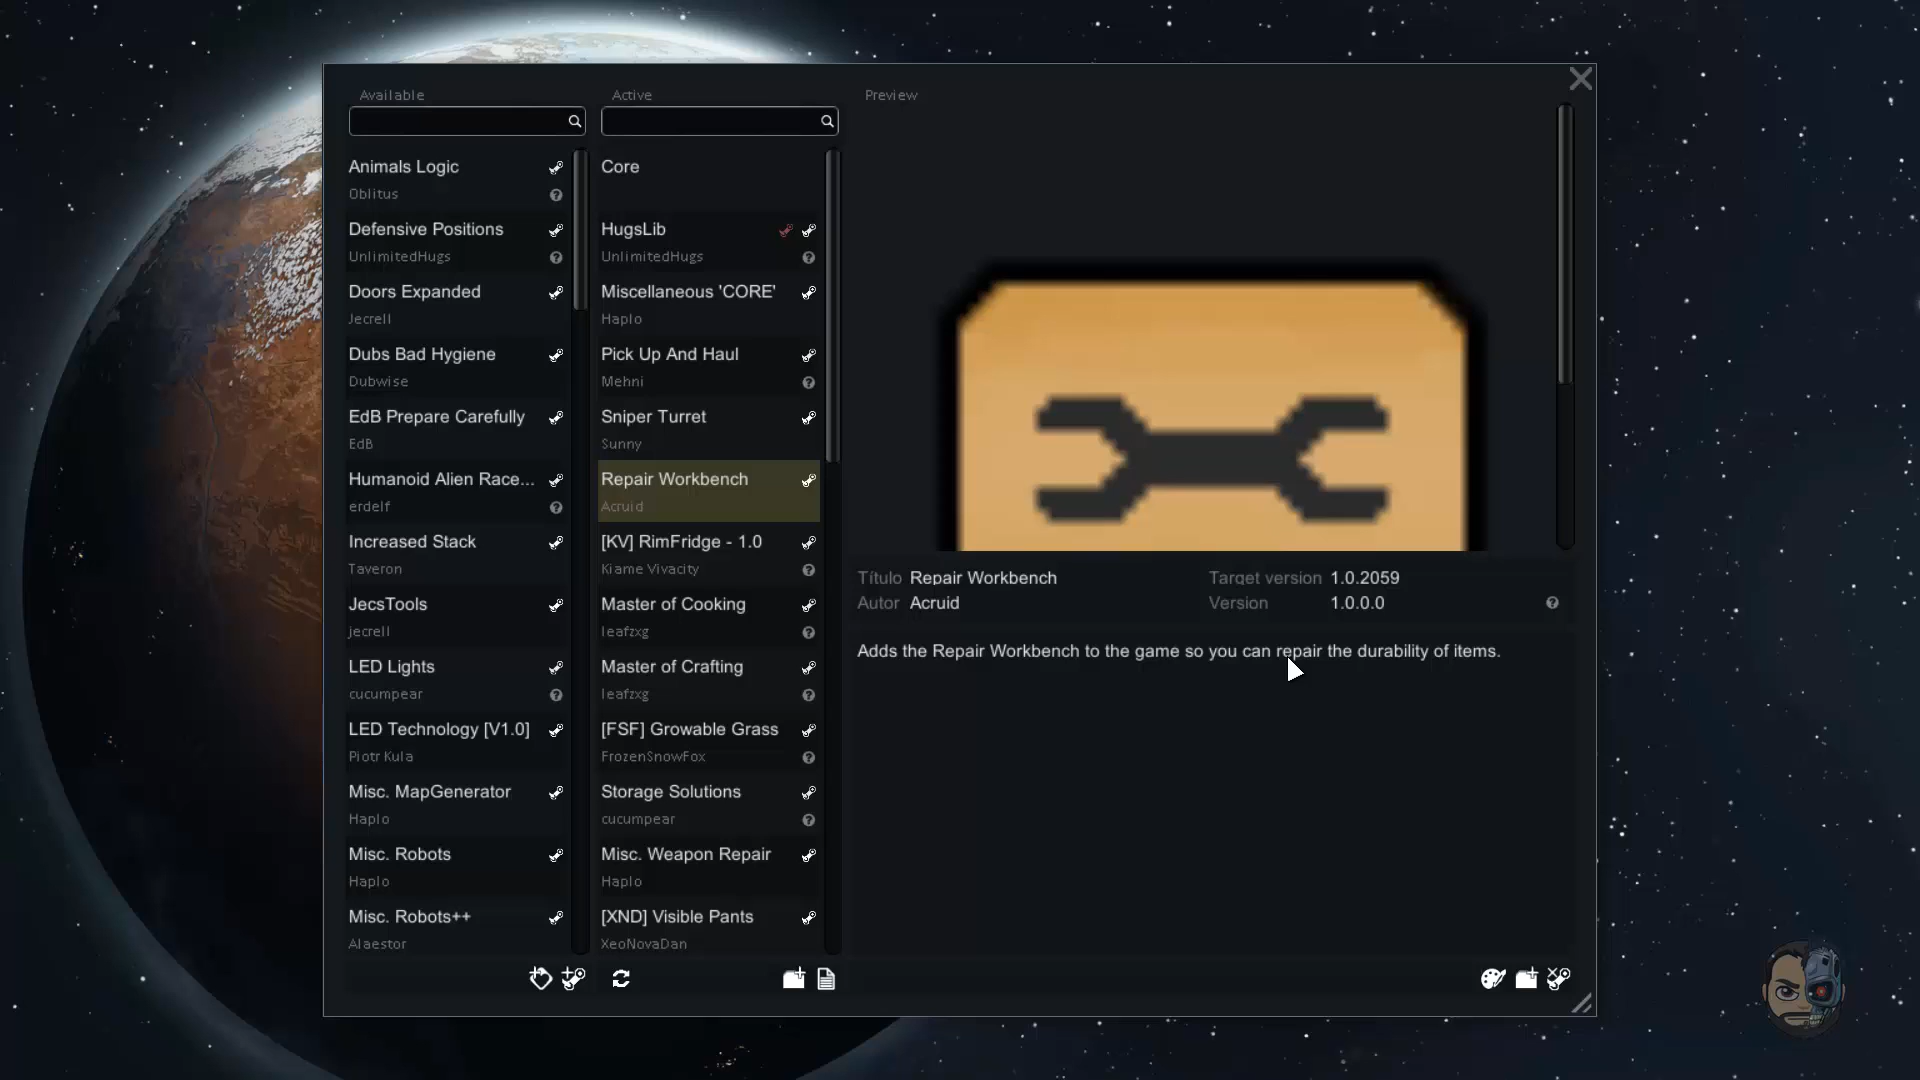 Available
Active
Preview
Animals Logic
Oblitus
Defensive Positions
UnlimitedHugs
Doors Expanded
Jecrell
Dubs Bad Hygiene
Dubwise
EdB Prepare Carefully
EdB
Humanoid Alien Race...
erdelf
Increased Stack
Taveron
JecsTools
jecrell
LED Lights
cucumpear
LED Technology [V1.0]
Piotr Kula
Misc. MapGenerator
Haplo
Misc. Robots
Haplo
Misc. Robots++
Alaestor
Core
HugsLib
UnlimitedHugs
Miscellaneous 'CORE'
Haplo
Pick Up And Haul
Mehni
Sniper Turret
Sunny
Repair Workbench
Acruid
[KV] RimFridge - 1.0
Kiame Vivacity
Master of Cooking
leafzxg
Master of Crafting
leafzxg
[FSF] Growable Grass
FrozenSnowFox
Storage Solutions
cucumpear
Misc. Weapon Repair
Haplo
[XND] Visible Pants
XeoNovaDan
Título Repair Workbench
Target version 1.0.2059
Autor Acruid
Version 1.0.0.0
Adds the Repair Workbench to the game so you can repair the durability of items.